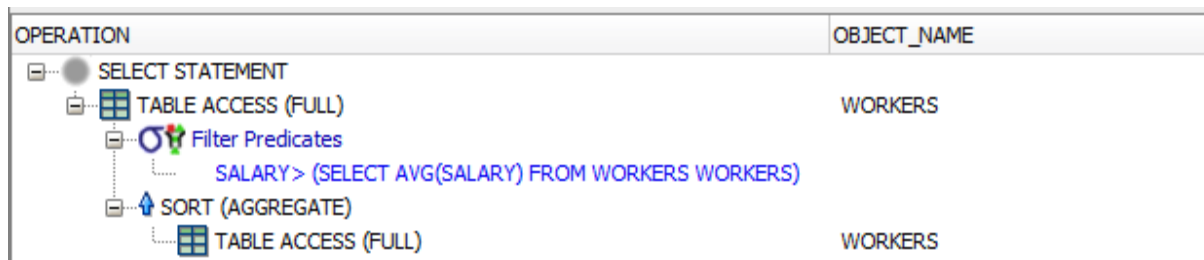 OPERATION OBJECT_NAME
SELECT STATEMENT
TABLE ACCESS (FULL) WORKERS
Filter Predicates
SALARY> (SELECT AVG(SALARY) FROM WORKERS WORKERS)
SORT (AGGREGATE)
TABLE ACCESS (FULL) WORKERS